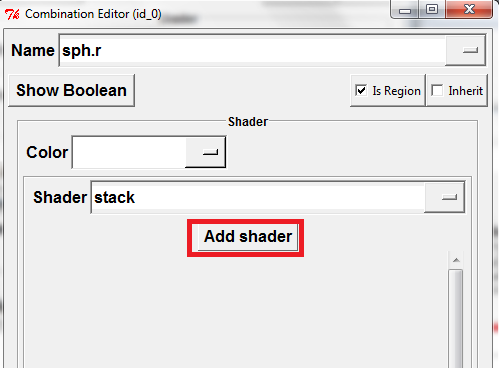 Combination Editor (id_0)
Name sph.r
Show Boolean Is Region Inherit
Shader
Color
Shader stack
Add shader